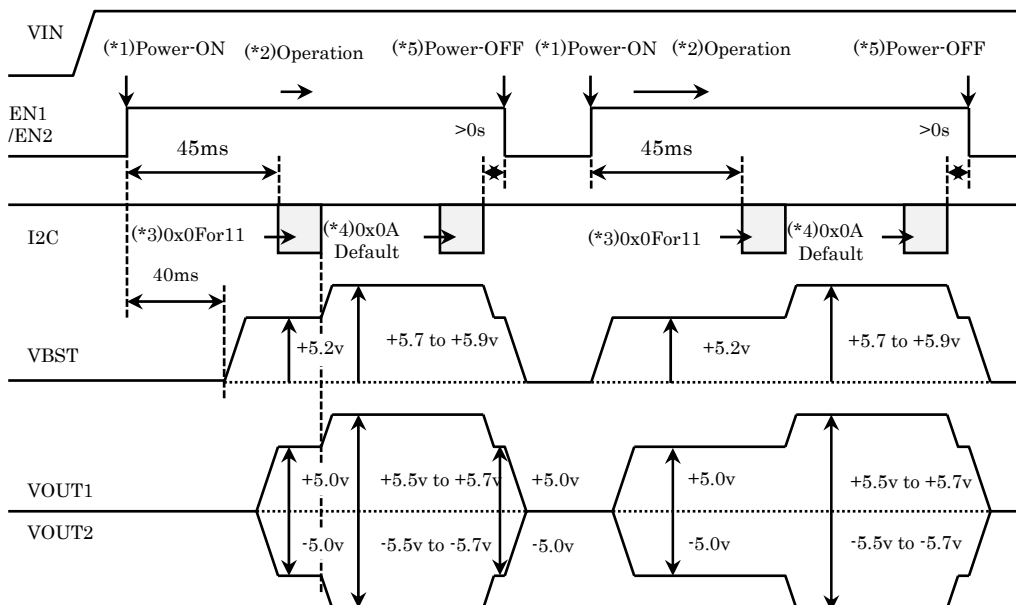 VIN
(*1)Power-ON
(*2)Operation
(*5)Power-OFF
(*1)Power-ON
(*2)Operation
(*5)Power-OFF
EN1
/EN2
45ms
>0s
45ms
>0s
I2C
(*3)0x0For11
(*4)0x0A
Default
(*3)0x0For11
(*4)0x0A
Default
40ms
VBST
+5.2v
+5.7 to +5.9v
+5.2v
+5.7 to +5.9v
VOUT1
+5.0v
+5.5v to +5.7v
+5.0v
+5.0v
+5.5v to +5.7v
VOUT2
-5.0v
-5.5v to -5.7v
-5.0v
-5.0v
-5.5v to -5.7v